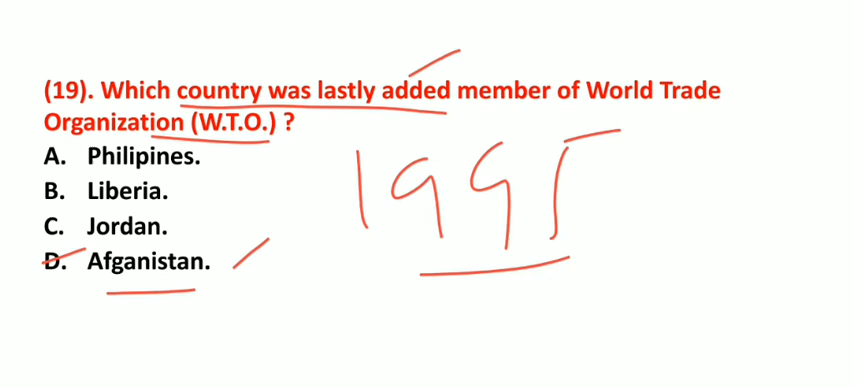 (19). Which country was lastly added member of World Trade
Organization (W.T.O.) ?
A. Philipines.
B. Liberia.
C. Jordan.
D. Afganistan.
1995